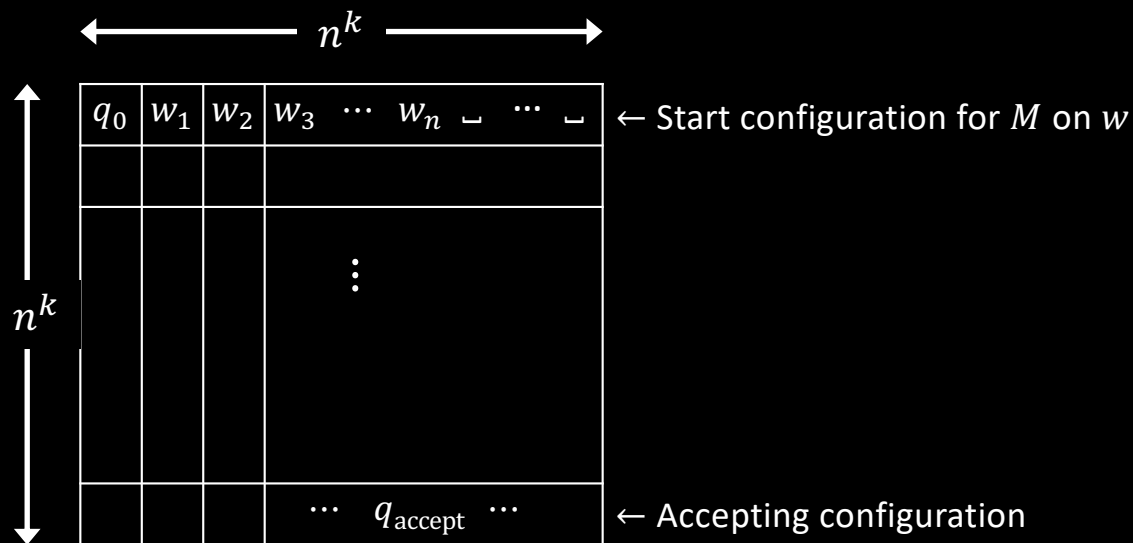 n^k
q_0 w_1 w_2 w_3 ⋯ w_n ␣ ⋯ ␣ ← Start configuration for M on w
⋮
n^k
⋯ q_accept ⋯ ← Accepting configuration